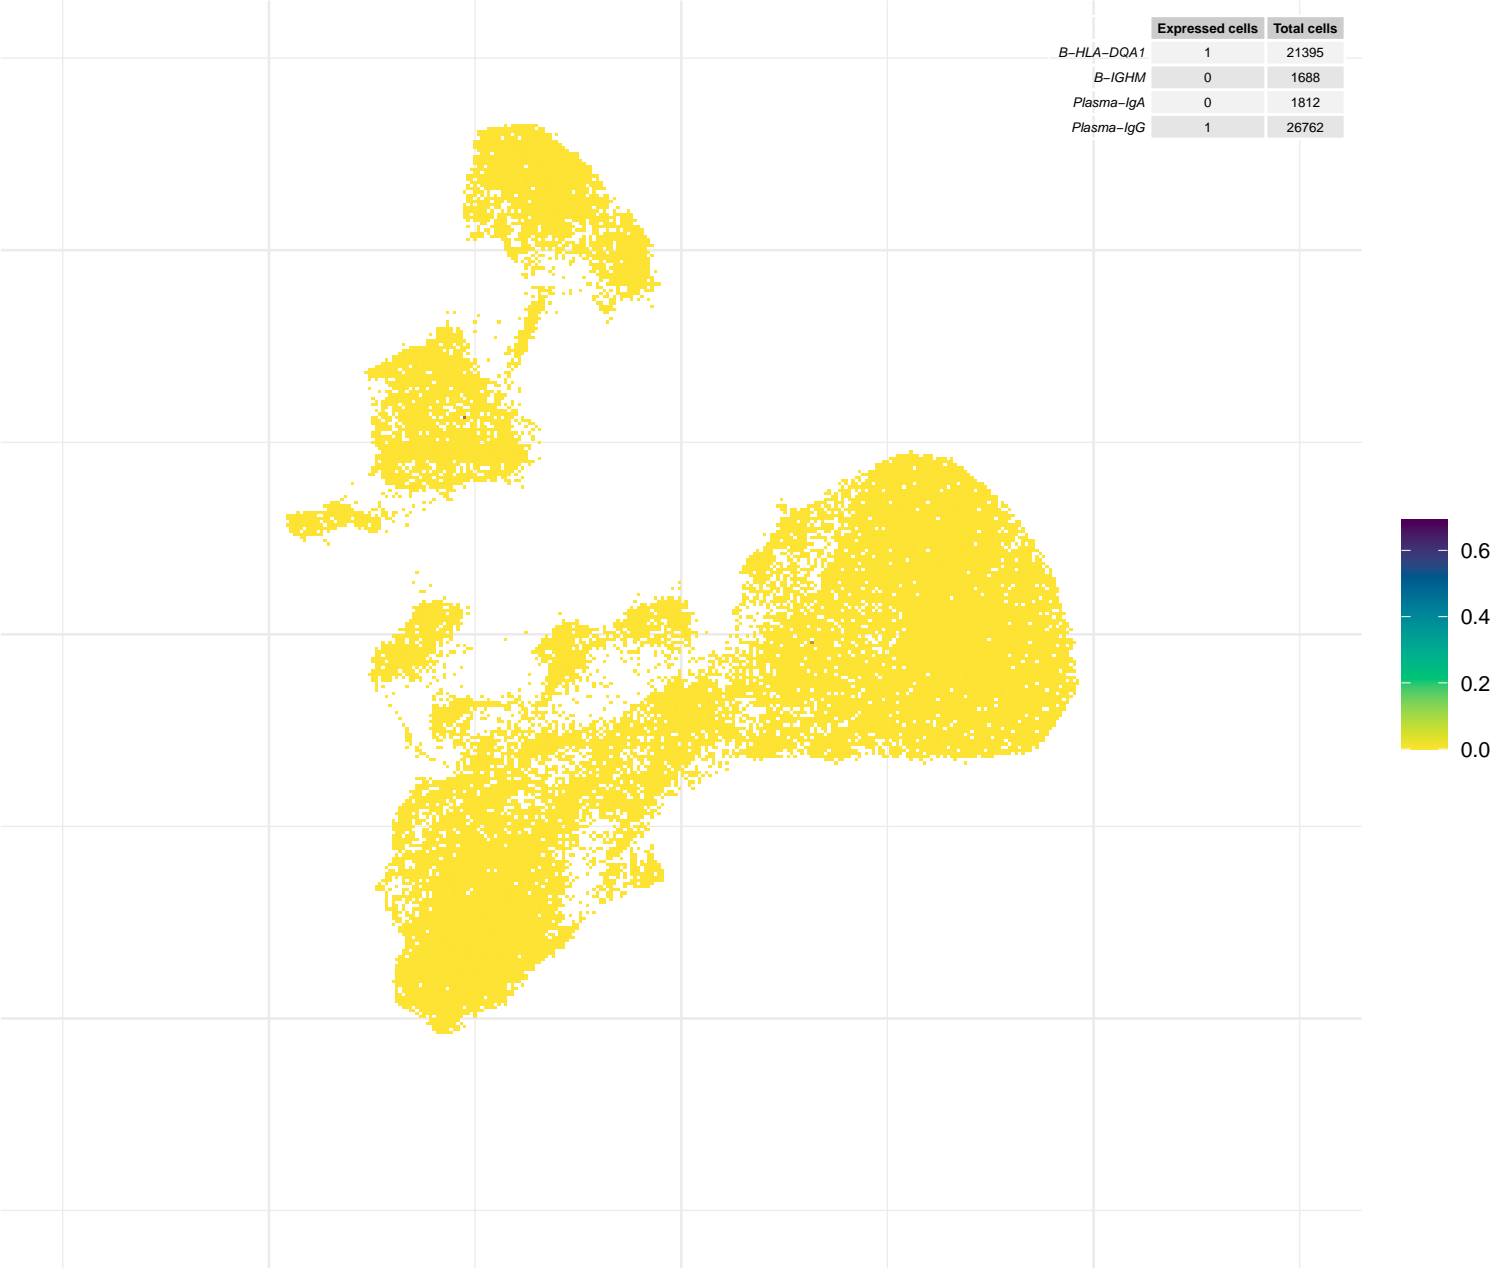 Expressed cells Total cells
B−HLA−DQA1 1 21395
B−IGHM 0 1688
Plasma−IgA 0 1812
Plasma−IgG 1 26762
0.6
0.4
0.2
0.0